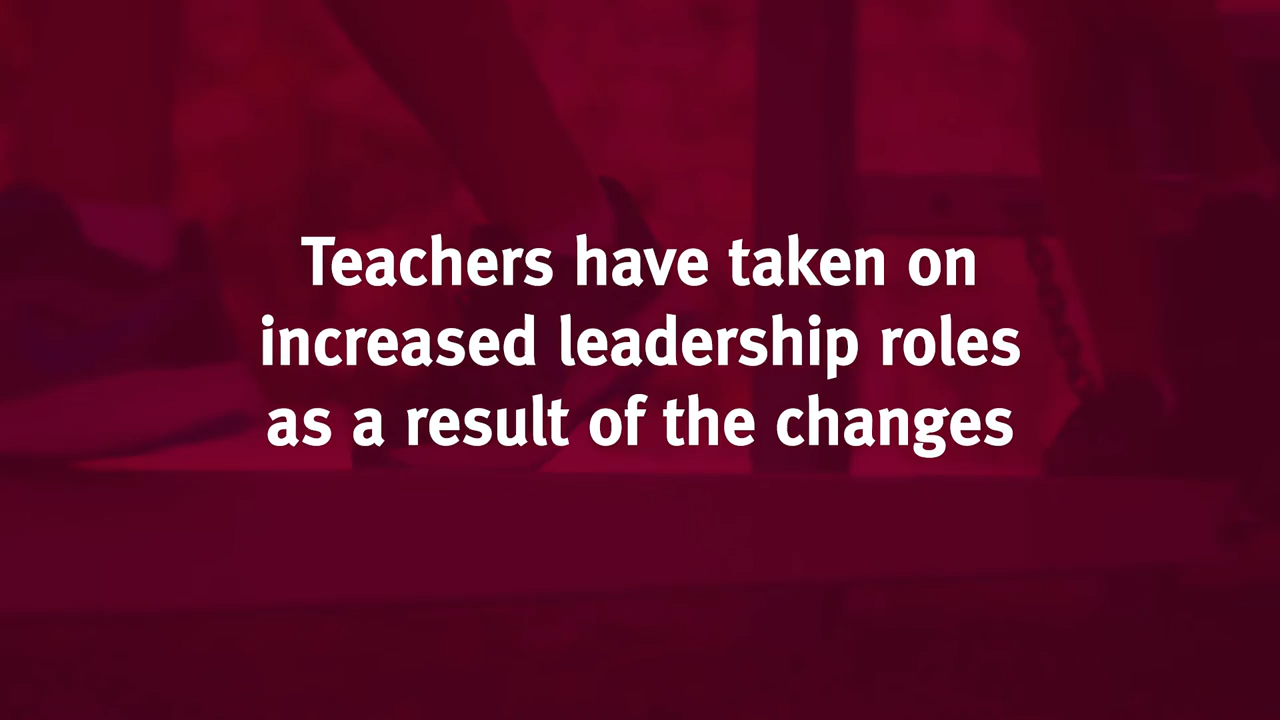 Teachers have taken on
increased leadership roles
as a result of the changes